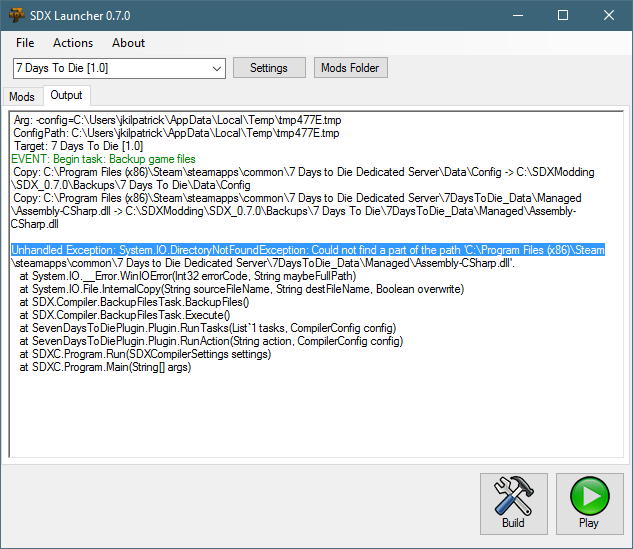 SDX Launcher 0.7.0
File Actions About
7 Days To Die [1.0] Settings Mods Folder
Mods Output
Arg: -config=C:\Users\jkilpatrick\AppData\Local\Temp\tmp477E.tmp
ConfigPath: C:\Users\jkilpatrick\AppData\Local\Temp\tmp477E.tmp
Target: 7 Days To Die [1.0]
EVENT: Begin task: Backup game files
Copy: C:\Program Files (x86)\Steam\steamapps\common\7 Days to Die Dedicated Server\Data\Config -> C:\SDXModding
\SDX_0.7.0\Backups\7 Days To Die\Data\Config
Copy: C:\Program Files (x86)\Steam\steamapps\common\7 Days to Die Dedicated Server\7DaysToDie_Data\Managed
\Assembly-CSharp.dll -> C:\SDXModding\SDX_0.7.0\Backups\7 Days To Die\7DaysToDie_Data\Managed\Assembly-
CSharp.dll
Unhandled Exception: System.IO.DirectoryNotFoundException: Could not find a part of the path 'C:\Program Files (x86)\Steam
\steamapps\common\7 Days to Die Dedicated Server\7DaysToDie_Data\Managed\Assembly-CSharp.dll'.
at System.IO.__Error.WinIOError(Int32 errorCode, String maybeFullPath)
at System.IO.File.InternalCopy(String sourceFileName, String destFileName, Boolean overwrite)
at SDX.Compiler.BackupFilesTask.BackupFiles()
at SDX.Compiler.BackupFilesTask.Execute()
at SevenDaysToDiePlugin.Plugin.RunTasks(List`1 tasks, CompilerConfig config)
at SevenDaysToDiePlugin.Plugin.RunAction(String action, CompilerConfig config)
at SDXC.Program.Run(SDXCompilerSettings settings)
at SDXC.Program.Main(String[] args)
Build Play